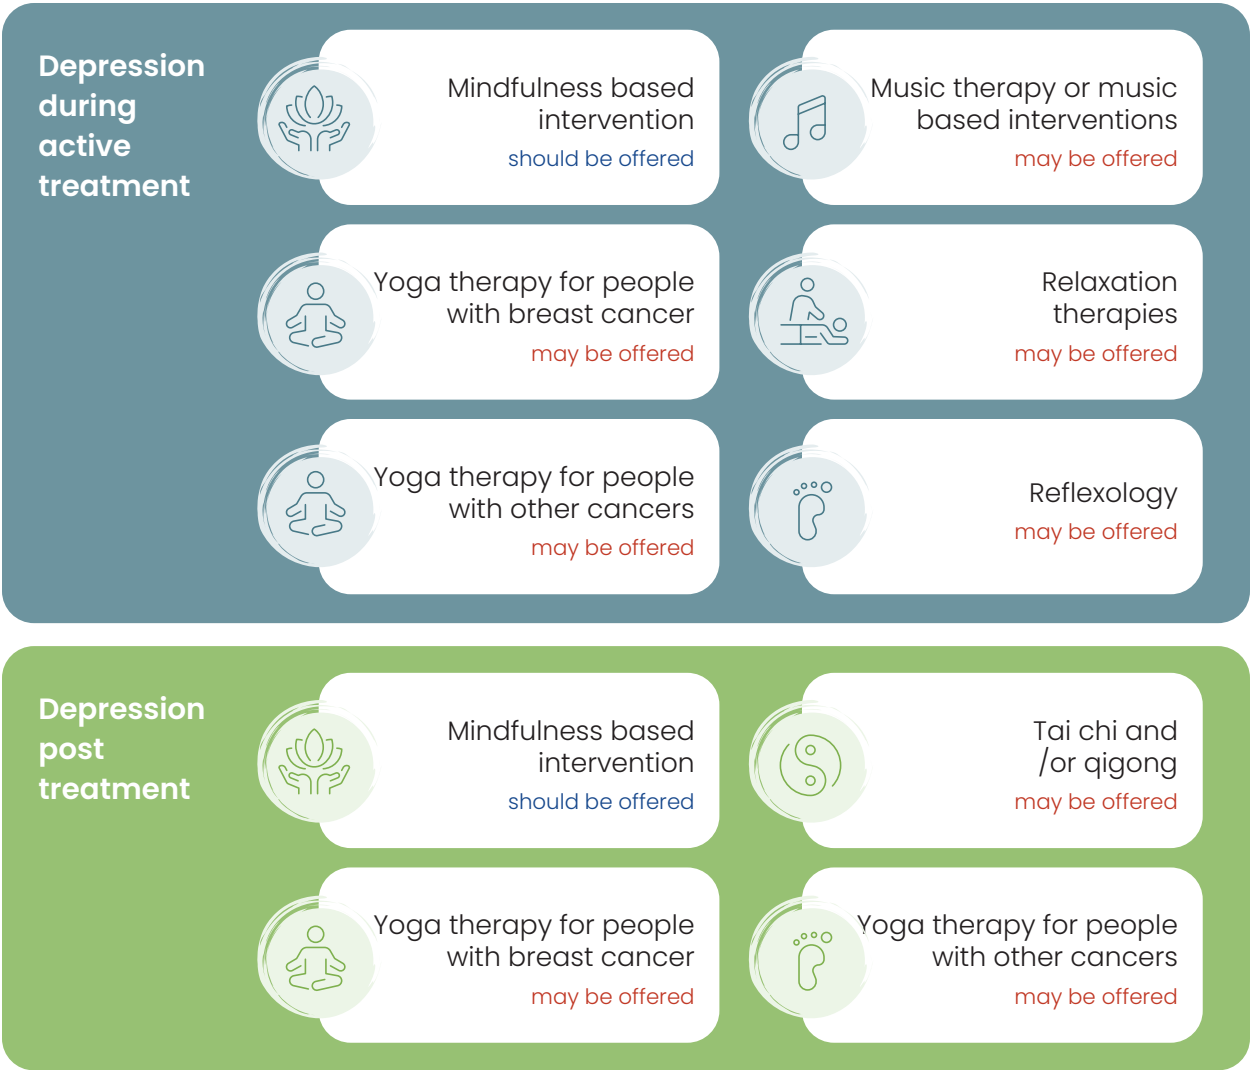 Depression
during
active
treatment
Mindfulness based
intervention
should be offered
Music therapy or music
based interventions
may be offered
Yoga therapy for people
with breast cancer
may be offered
Relaxation
therapies
may be offered
Yoga therapy for people
with other cancers
may be offered
Reflexology
may be offered
Depression
post
treatment
Mindfulness based
intervention
should be offered
Tai chi and
/or qigong
may be offered
Yoga therapy for people
with breast cancer
may be offered
Yoga therapy for people
with other cancers
may be offered